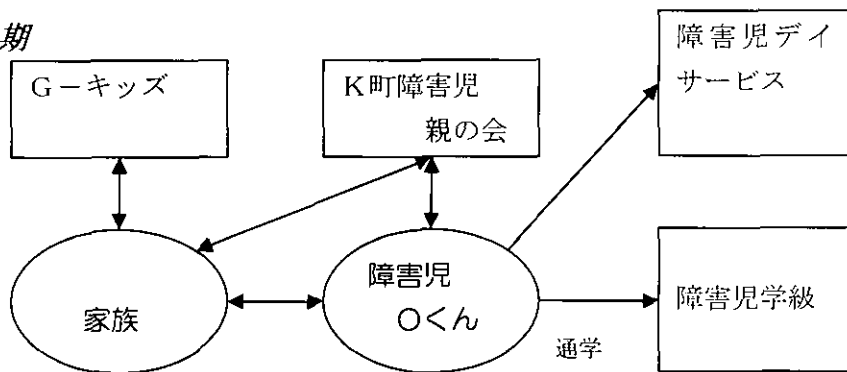 期
G－キッズ
K町障害児
親の会
障害児デイ
サービス
家族
障害児
〇くん
障害児学級
通学